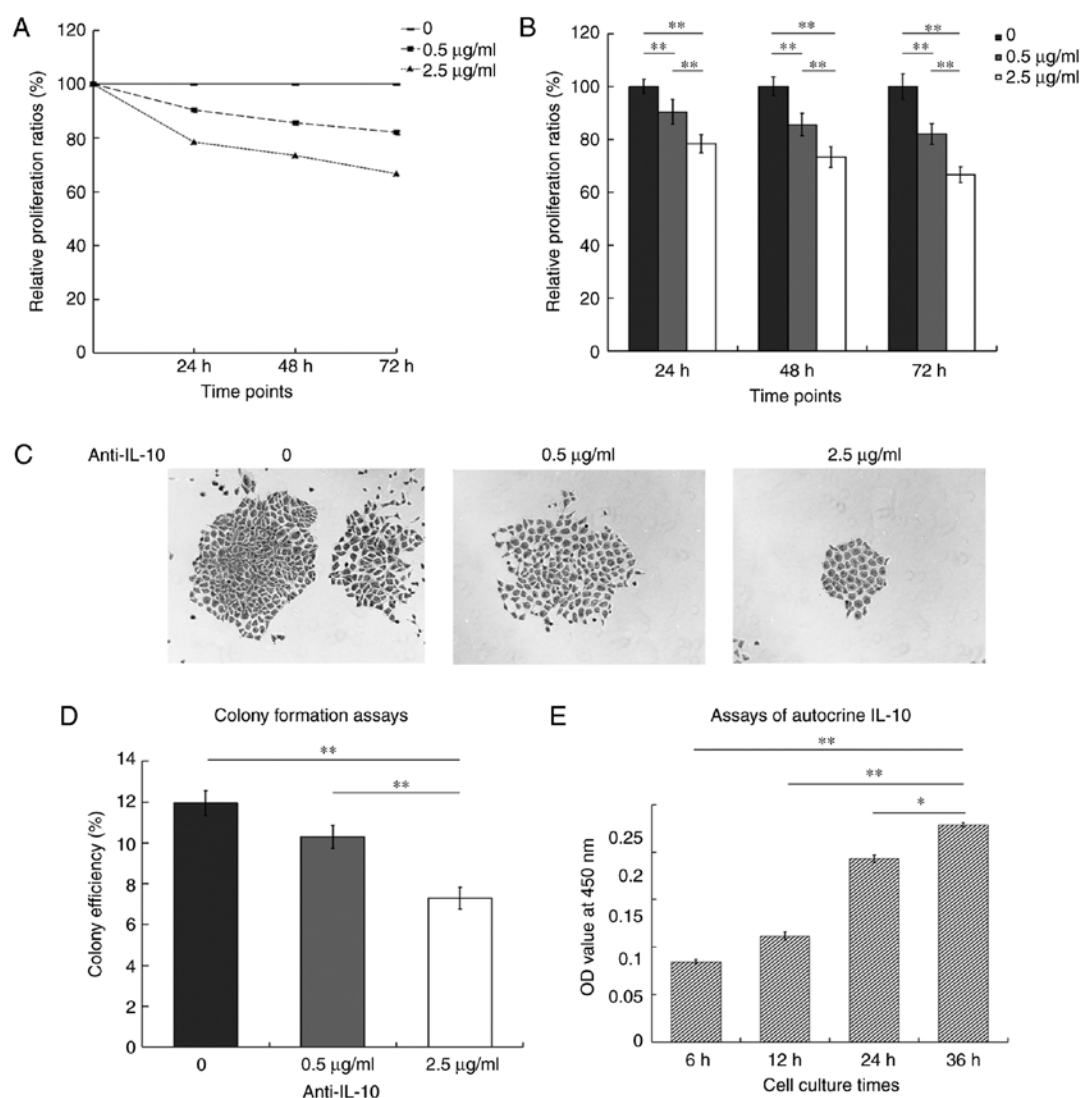 A
120
100
80
60
40
20
0
Relative proliferation ratios (%)
24 h 48 h 72 h
Time points
0
0.5 μg/ml
2.5 μg/ml
B
120
100
80
60
40
20
0
Relative proliferation ratios (%)
** ** **
** ** **
** ** **
24 h 48 h 72 h
Time points
0
0.5 μg/ml
2.5 μg/ml
C
Anti-IL-10 0 0.5 μg/ml 2.5 μg/ml
D
Colony formation assays
14
12
10
8
6
4
2
0
Colony efficiency (%)
**
**
0 0.5 μg/ml 2.5 μg/ml
Anti-IL-10
E
Assays of autocrine IL-10
**
**
*
0.25
0.2
0.15
0.1
0.05
0
OD value at 450 nm
6 h 12 h 24 h 36 h
Cell culture times